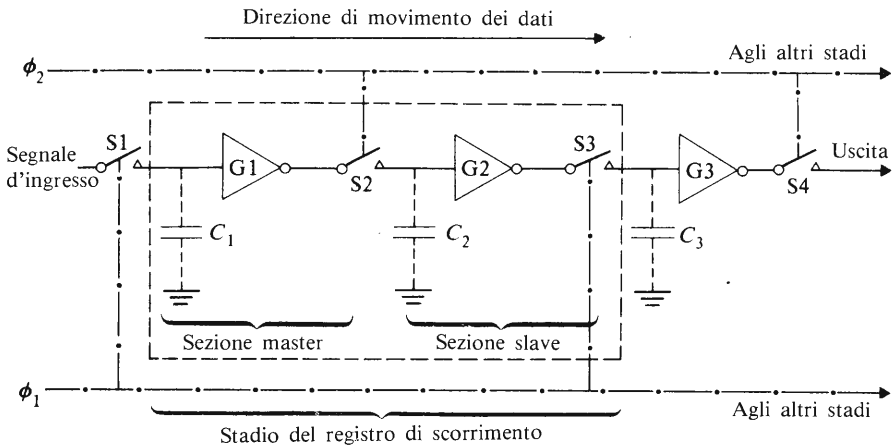 Direzione di movimento dei dati
Agli altri stadi
ϕ2
S1
S3
Segnale
d'ingresso
G1
S2
G2
G3
S4
Uscita
C1
C2
C3
Sezione master
Sezione slave
ϕ1
Agli altri stadi
Stadio del registro di scorrimento